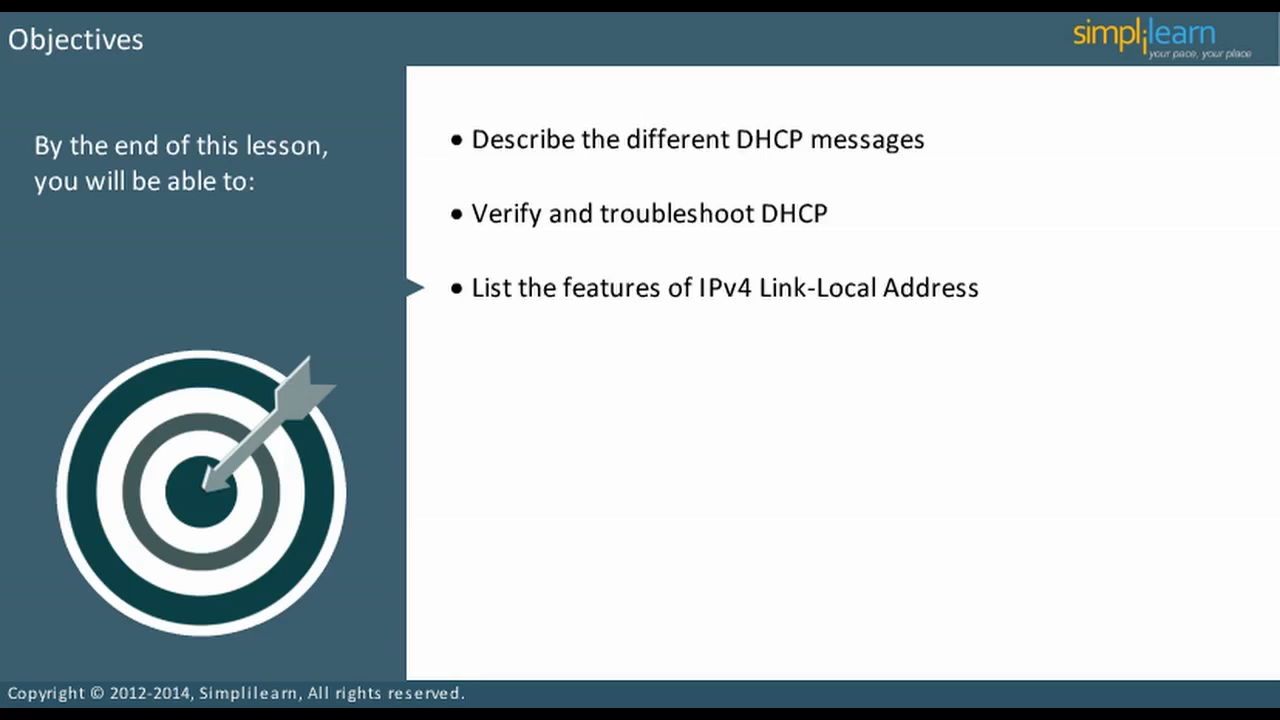 Objectives
simplilearn
your pace, your place
By the end of this lesson,
you will be able to:
• Describe the different DHCP messages
• Verify and troubleshoot DHCP
• List the features of IPv4 Link-Local Address
Copyright © 2012-2014, Simplilearn, All rights reserved.